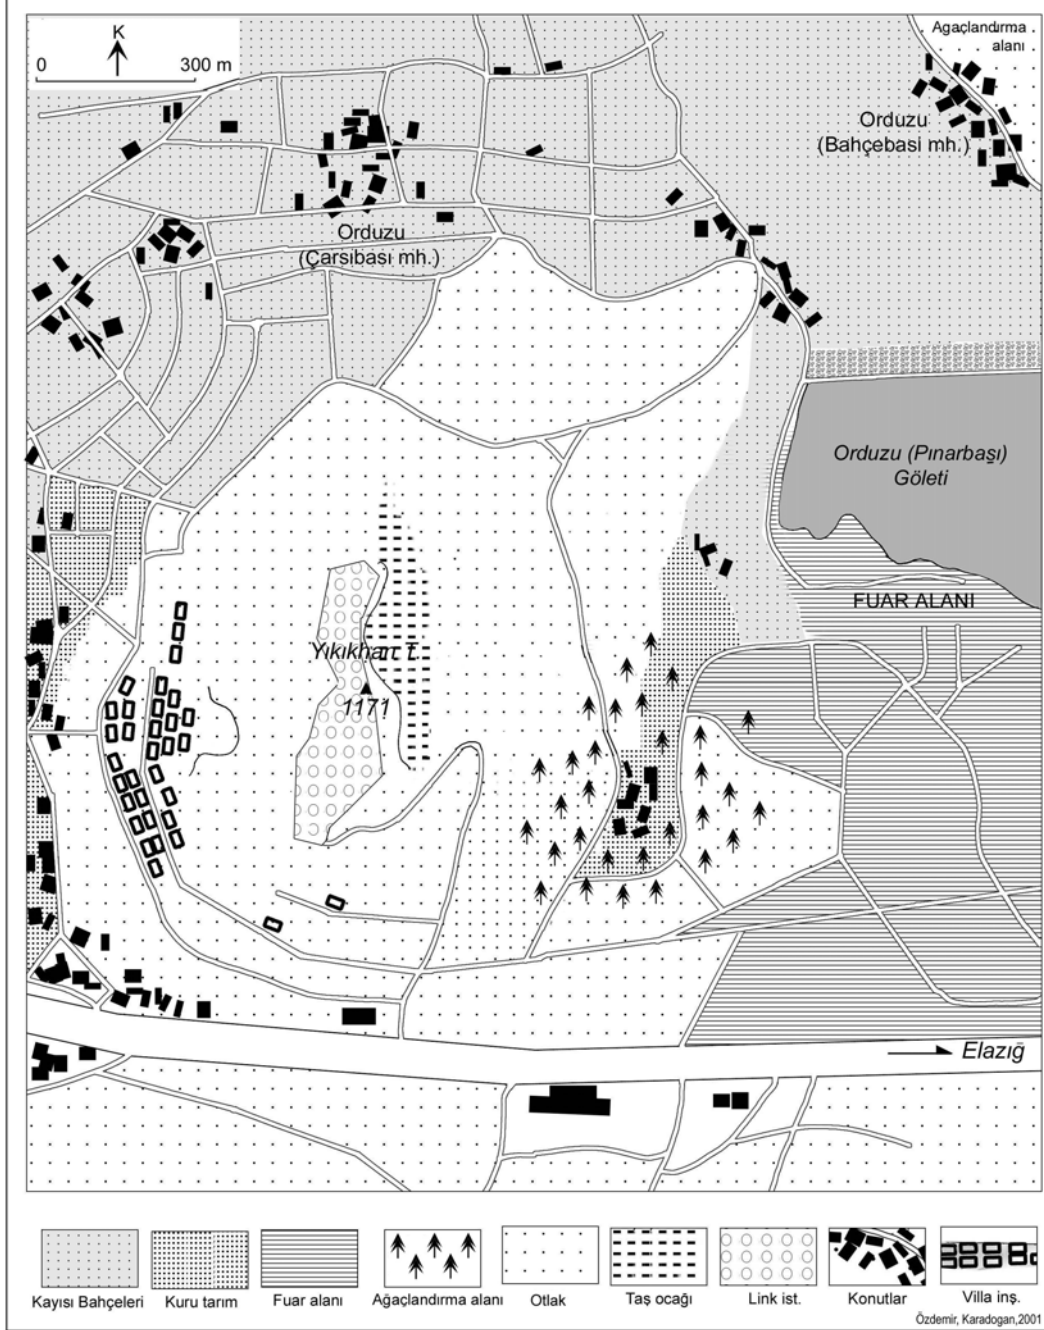 K
0 300 m
Agaçlandırma
alanı
Orduzu
(Bahçebasi mh.)
Orduzu
(Çarsıbası mh.)
Orduzu (Pınarbaşı)
Göleti
FUAR ALANI
Yıkıkhan T.
1171
Elazığ
Kayısı Bahçeleri
Kuru tarım
Fuar alanı
Ağaçlandırma alanı
Otlak
Taş ocağı
Link ist.
Konutlar
Villa inş.
Özdemir, Karadogan,2001